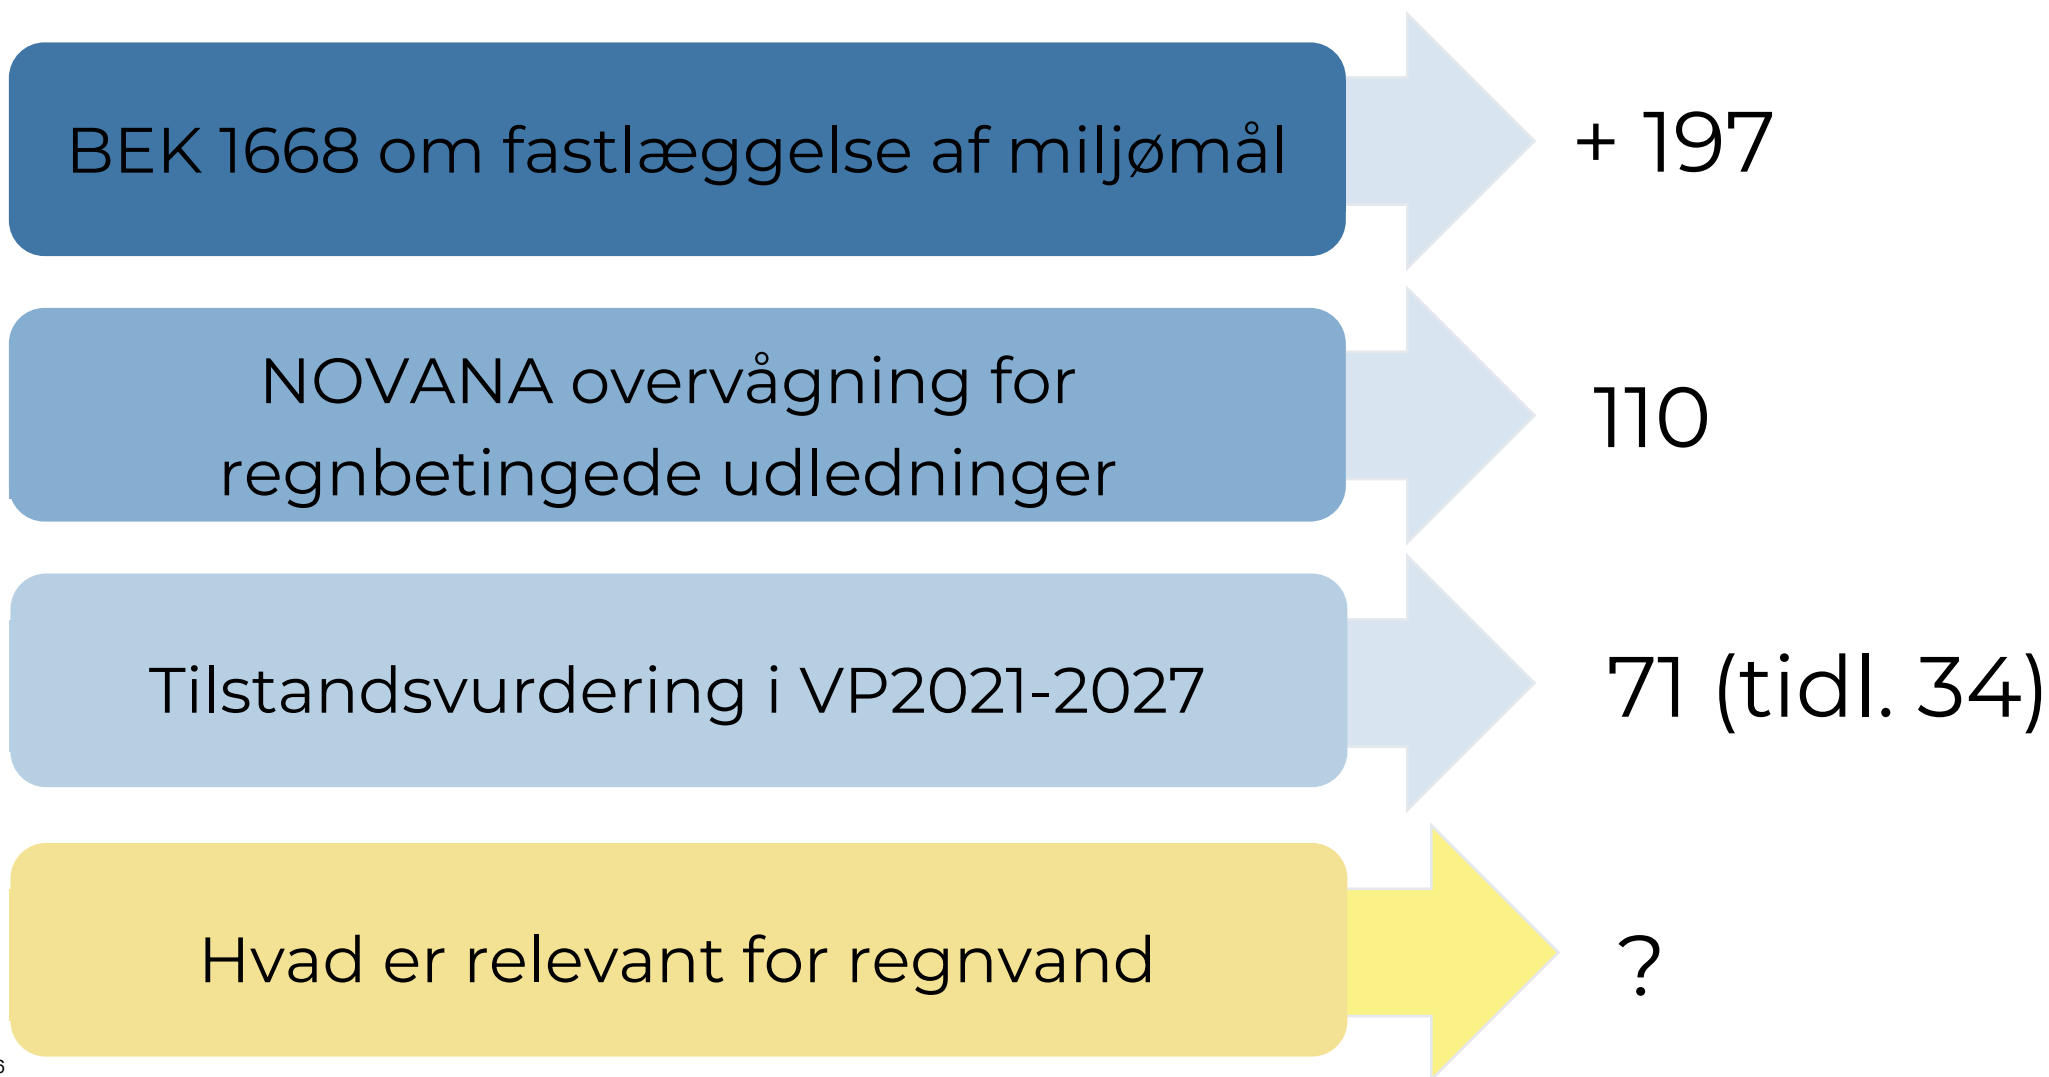 BEK 1668 om fastlæggelse af miljømål
+ 197
NOVANA overvågning for
regnbetingede udledninger
110
Tilstandsvurdering i VP2021-2027
71 (tidl. 34)
Hvad er relevant for regnvand
?